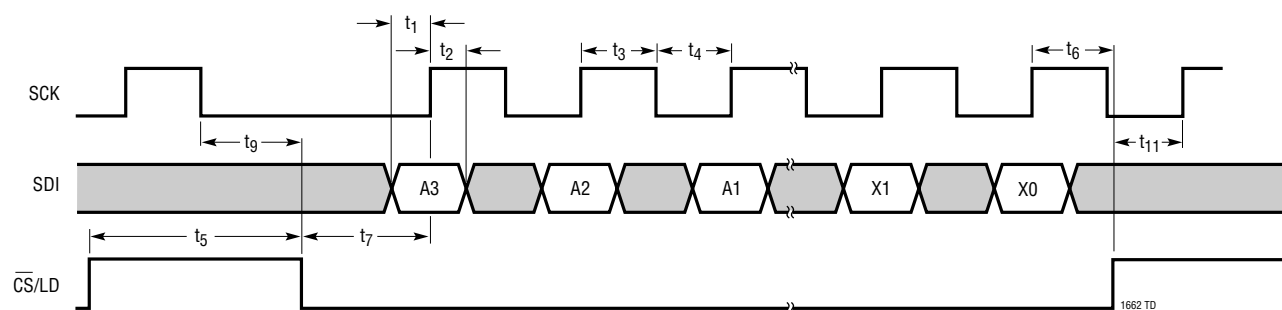 t1
t2
t3
t4
t6
SCK
t9
t11
SDI
A3
A2
A1
X1
X0
t5
t7
CS/LD
1662 TD